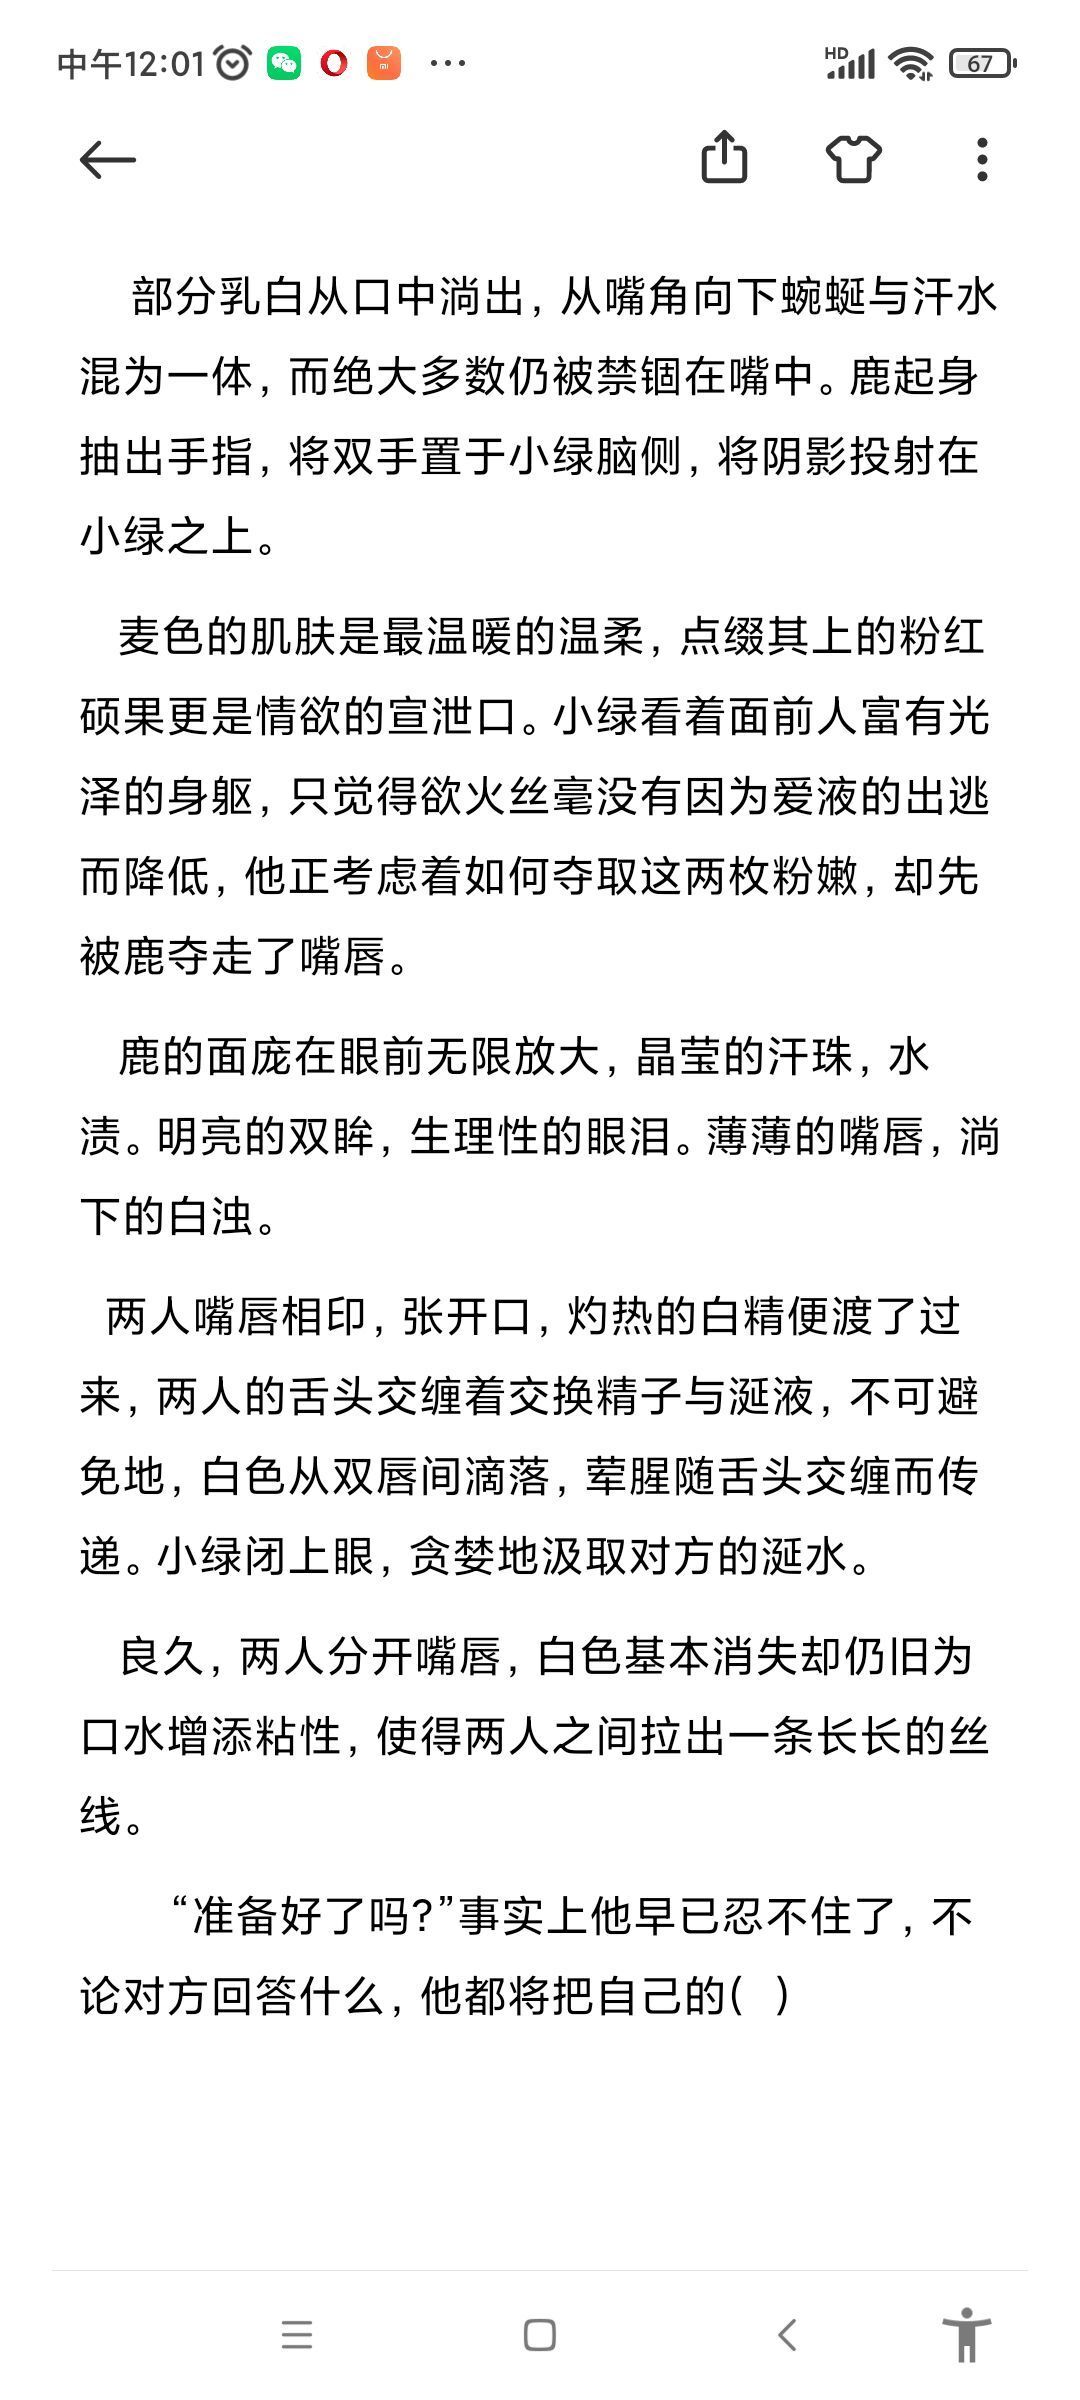 中午12:01
HD
67
部分乳白从口中淌出，从嘴角向下蜿蜒与汗水
混为一体，而绝大多数仍被禁锢在嘴中。鹿起身
抽出手指，将双手置于小绿脑侧，将阴影投射在
小绿之上。
麦色的肌肤是最温暖的温柔，点缀其上的粉红
硕果更是情欲的宣泄口。小绿看着面前人富有光
泽的身躯，只觉得欲火丝毫没有因为爱液的出逃
而降低，他正考虑着如何夺取这两枚粉嫩，却先
被鹿夺走了嘴唇。
鹿的面庞在眼前无限放大，晶莹的汗珠，水
渍。明亮的双眸，生理性的眼泪。薄薄的嘴唇，淌
下的白浊。
两人嘴唇相印，张开口，灼热的白精便渡了过
来，两人的舌头交缠着交换精子与涎液，不可避
免地，白色从双唇间滴落，荤腥随舌头交缠而传
递。小绿闭上眼，贪婪地汲取对方的涎水。
良久，两人分开嘴唇，白色基本消失却仍旧为
口水增添粘性，使得两人之间拉出一条长长的丝
线。
“准备好了吗?”事实上他早已忍不住了，不
论对方回答什么，他都将把自己的(  )